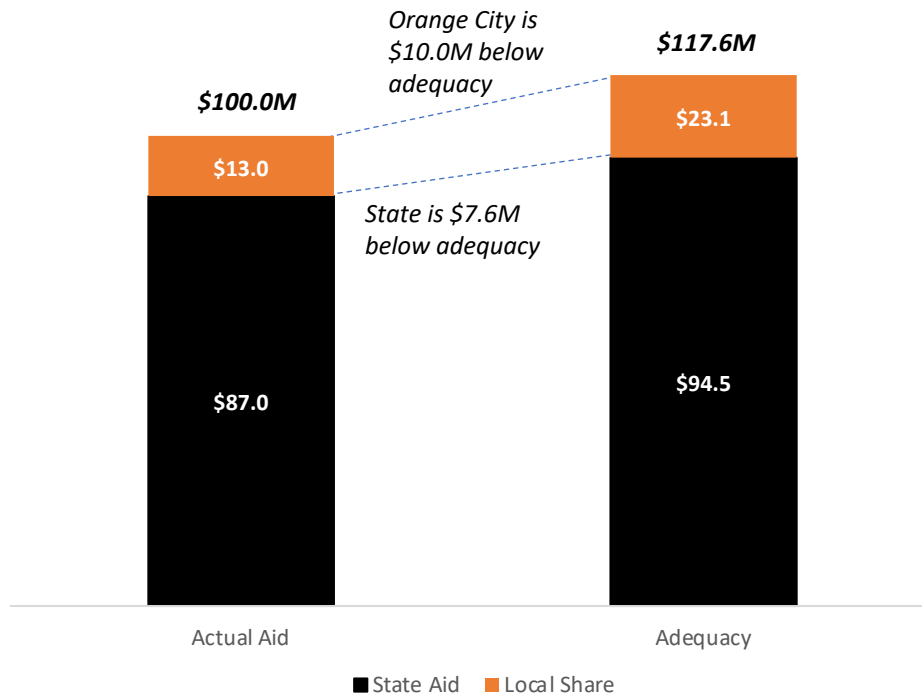 Orange City is
$10.0M below
adequacy
$117.6M
$100.0M
$23.1
$13.0
State is $7.6M
below adequacy
$94.5
$87.0
Actual Aid
Adequacy
State Aid
Local Share